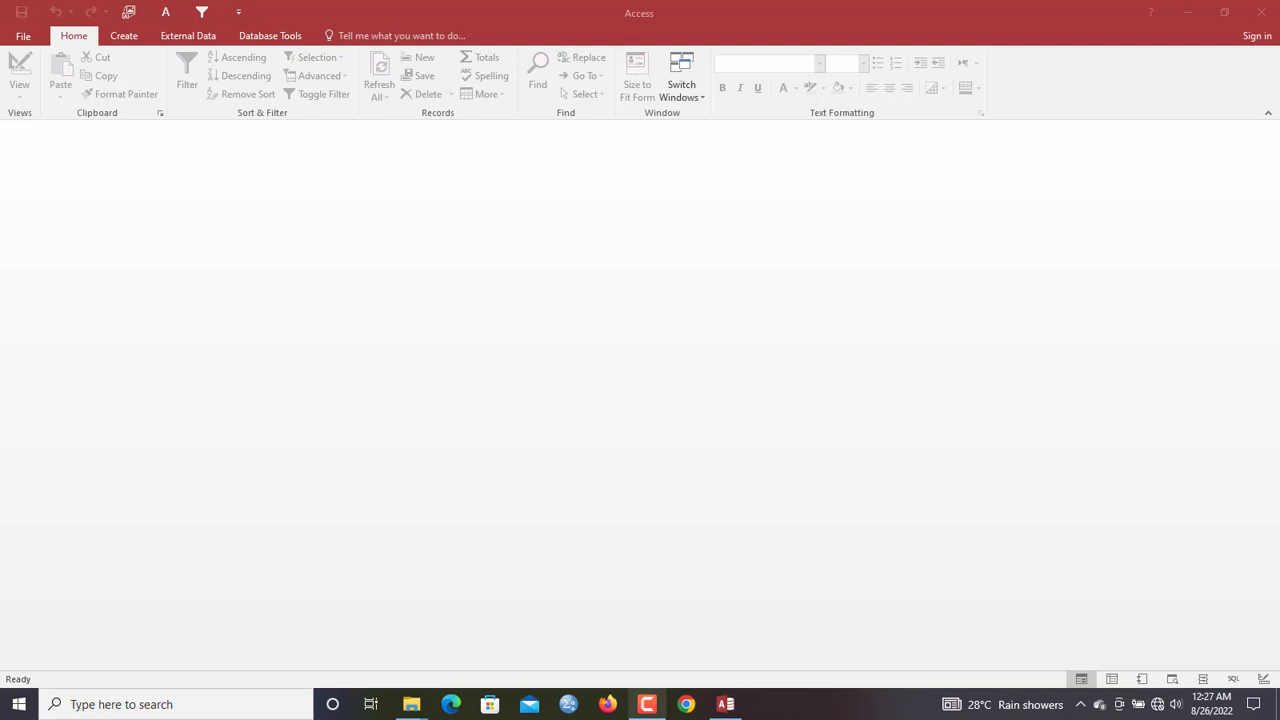 Access
File Home Create External Data Database Tools Tell me what you want to do... Sign in
View Paste Cut Copy Format Painter
Filter Ascending Descending Remove Sort Selection Advanced Toggle Filter
Refresh All New Save Delete Totals Spelling More
Find Replace Go To Select
Size to Fit Form Switch Windows
B I U A
Views Clipboard Sort & Filter Records Find Window Text Formatting
Ready SQL
Type here to search 28°C Rain showers 12:27 AM
8/26/2022